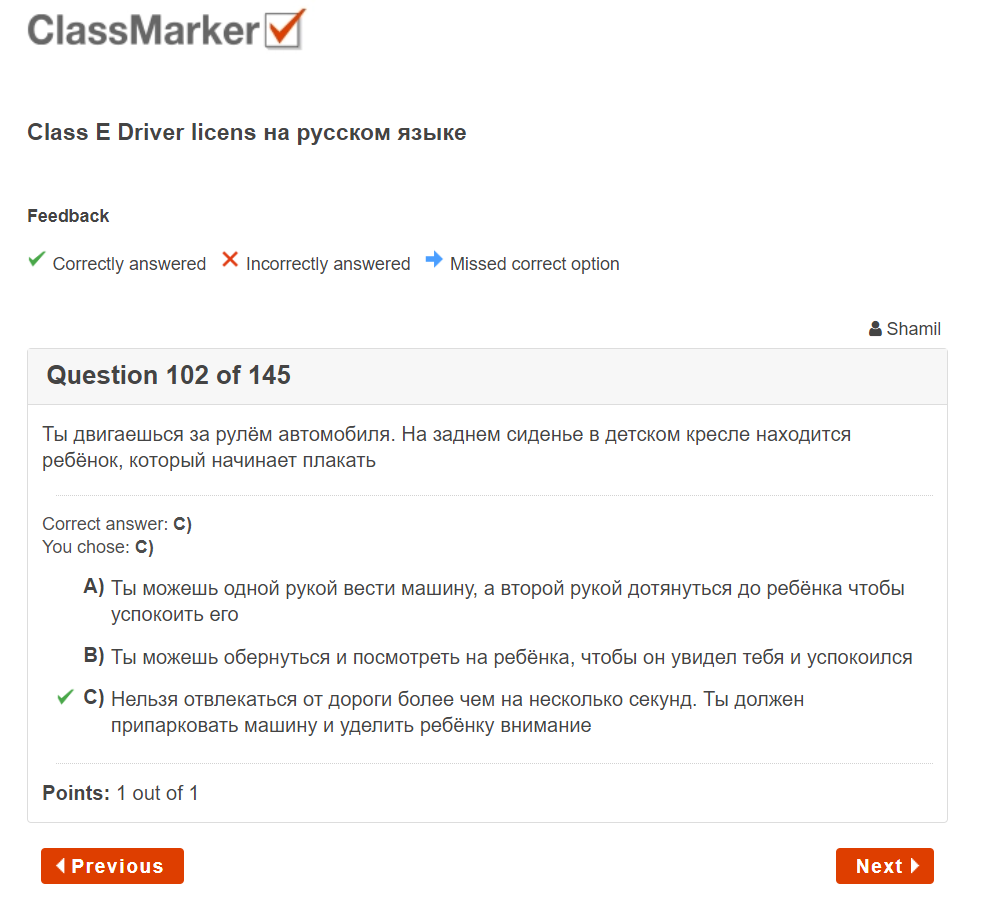 ClassMarker
Class E Driver licens на русском языке
Feedback
Correctly answered Incorrectly answered Missed correct option
Shamil
Question 102 of 145
Ты двигаешься за рулём автомобиля. На заднем сиденье в детском кресле находится
ребёнок, который начинает плакать
Correct answer: C)
You chose: C)
A) Ты можешь одной рукой вести машину, а второй рукой дотянуться до ребёнка чтобы
успокоить его
B) Ты можешь обернуться и посмотреть на ребёнка, чтобы он увидел тебя и успокоился
C) Нельзя отвлекаться от дороги более чем на несколько секунд. Ты должен
припарковать машину и уделить ребёнку внимание
Points: 1 out of 1
Previous
Next